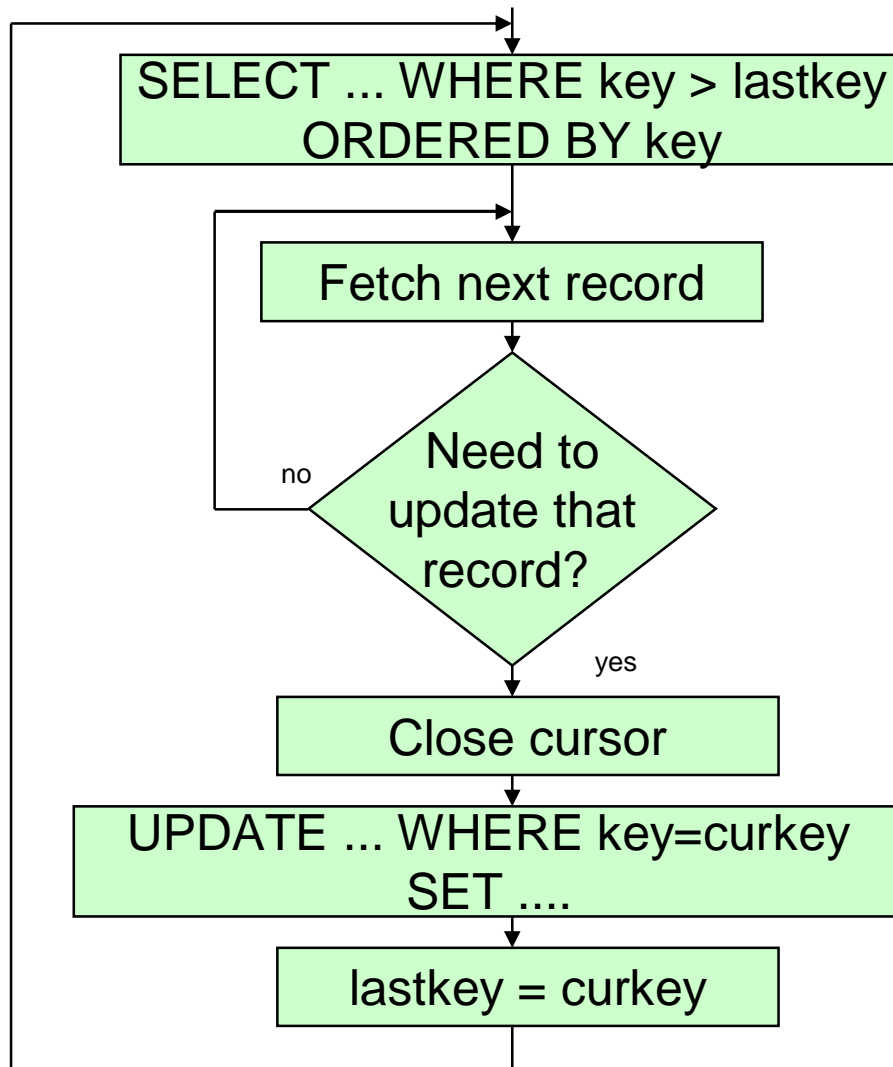 SELECT ... WHERE key > lastkey
ORDERED BY key
Fetch next record
Need to
update that
record?
no
yes
Close cursor
UPDATE ... WHERE key=curkey
SET ....
lastkey = curkey